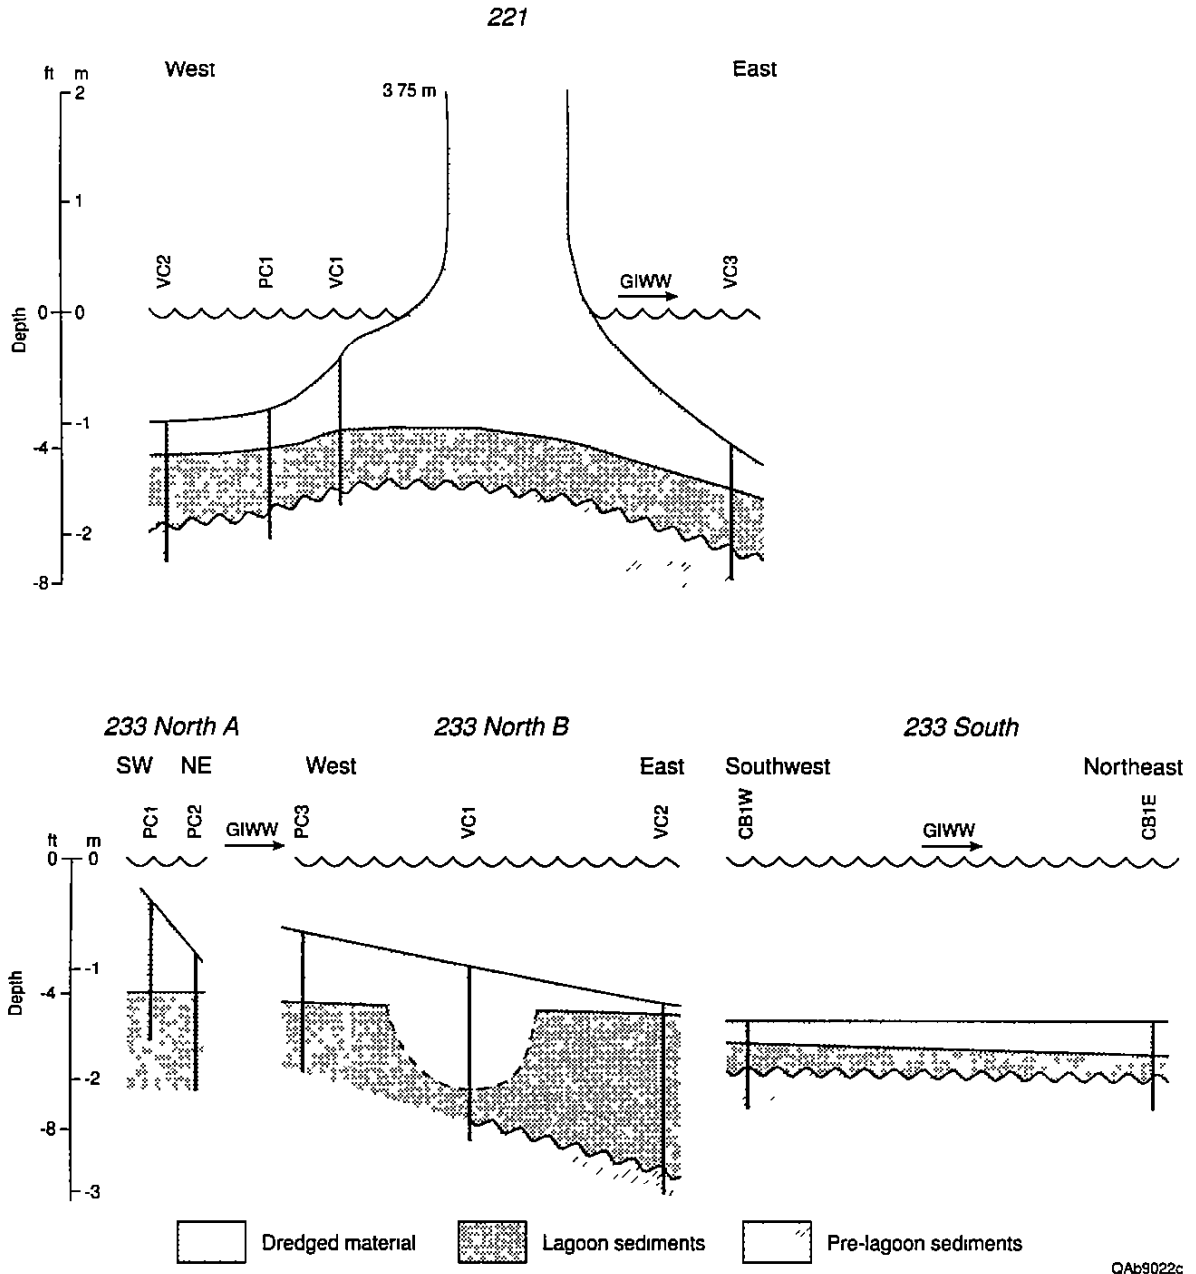 221
ft m
West
East
3 75 m
2
1
VC2
PC1
VC1
GIWW
VC3
0 0
Depth
-1
-4
-2
-8
233 North A
233 North B
233 South
SW NE
West
East
Southwest
Northeast
PC1
PC2
GIWW
PC3
VC1
VC2
CB1W
GIWW
CB1E
ft m
0 0
-1
-4
Depth
-2
-8
-3
Dredged material
Lagoon sediments
Pre-lagoon sediments
QAb9022c